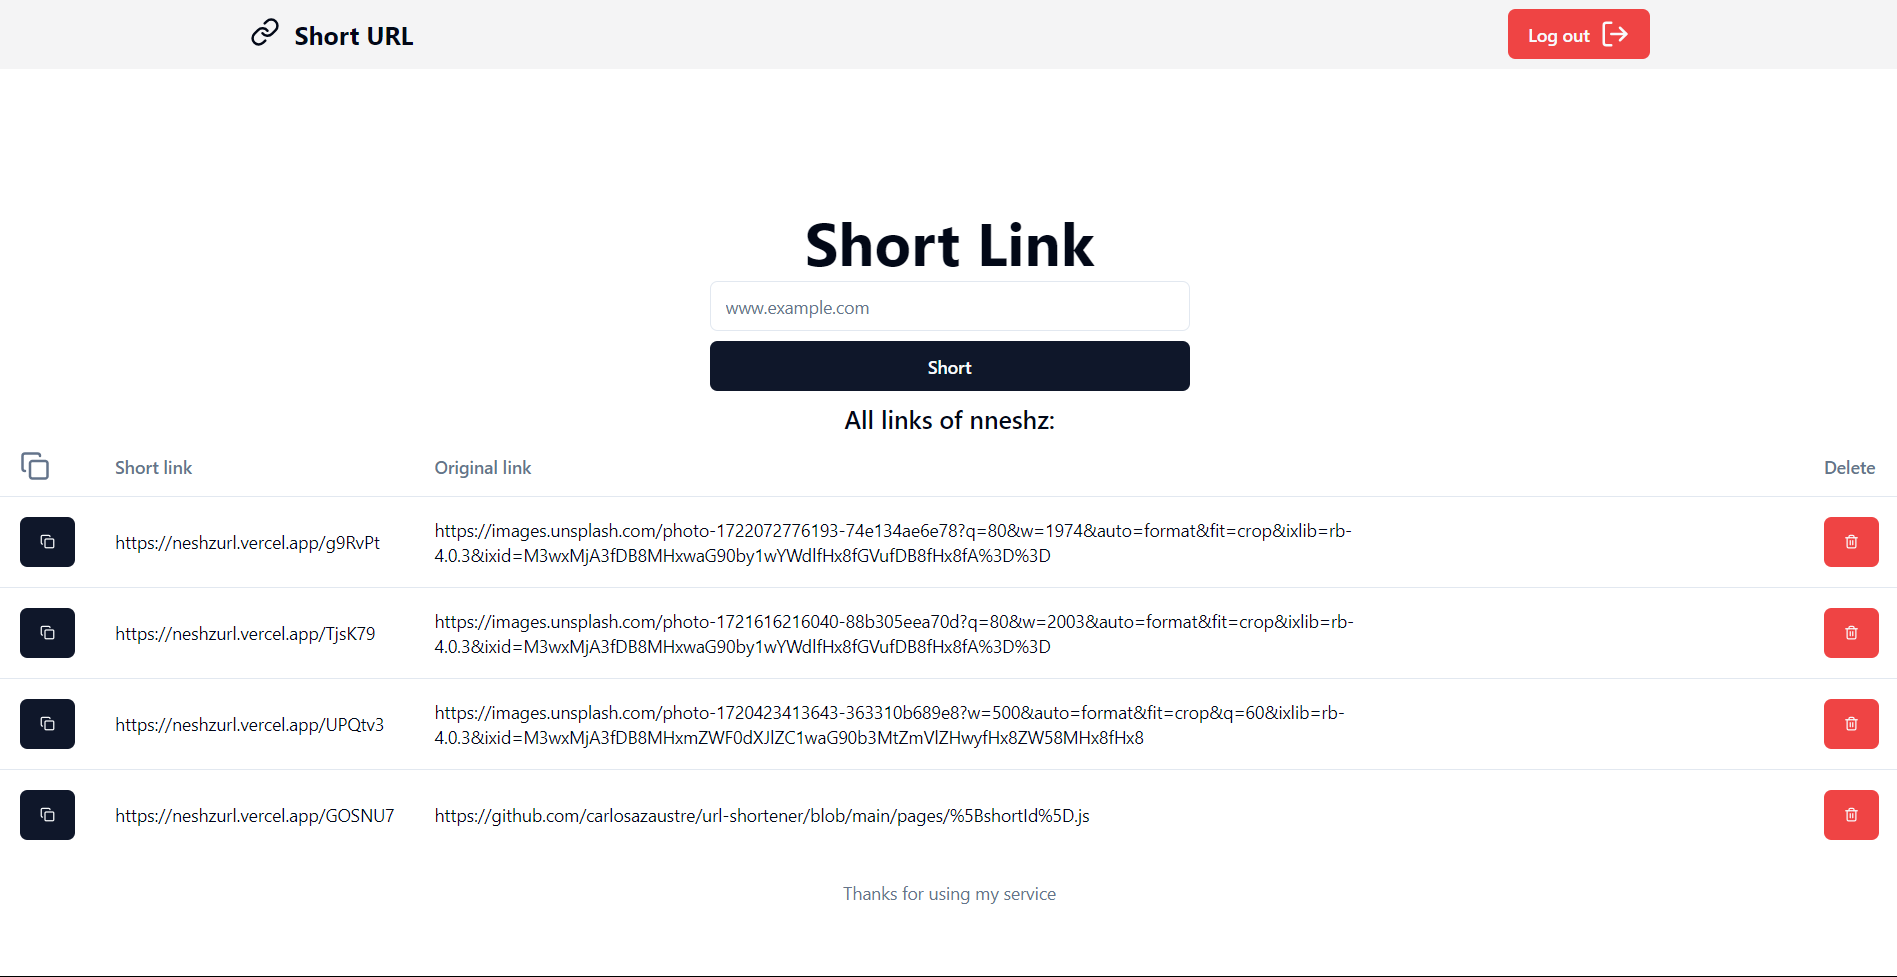 Short URL
Log out
Short Link
www.example.com
Short
All links of nneshz:
Short link
Original link
Delete
https://neshzurl.vercel.app/g9RvPt
https://images.unsplash.com/photo-1722072776193-74e134ae6e78?q=80&w=1974&auto=format&fit=crop&ixlib=rb-
4.0.3&ixid=M3wxMjA3fDB8MHxwaG90by1wYWdlfHx8fGVufDB8fHx8fA%3D%3D
https://neshzurl.vercel.app/TjsK79
https://images.unsplash.com/photo-1721616216040-88b305eea70d?q=80&w=2003&auto=format&fit=crop&ixlib=rb-
4.0.3&ixid=M3wxMjA3fDB8MHxwaG90by1wYWdlfHx8fGVufDB8fHx8fA%3D%3D
https://neshzurl.vercel.app/UPQtv3
https://images.unsplash.com/photo-1720423413643-363310b689e8?w=500&auto=format&fit=crop&q=60&ixlib=rb-
4.0.3&ixid=M3wxMjA3fDB8MHxmZWF0dXJlZC1waG90b3MtZmVlZHwyfHx8ZW58MHx8fHx8
https://neshzurl.vercel.app/GOSNU7
https://github.com/carlosazaustre/url-shortener/blob/main/pages/%5BshortId%5D.js
Thanks for using my service